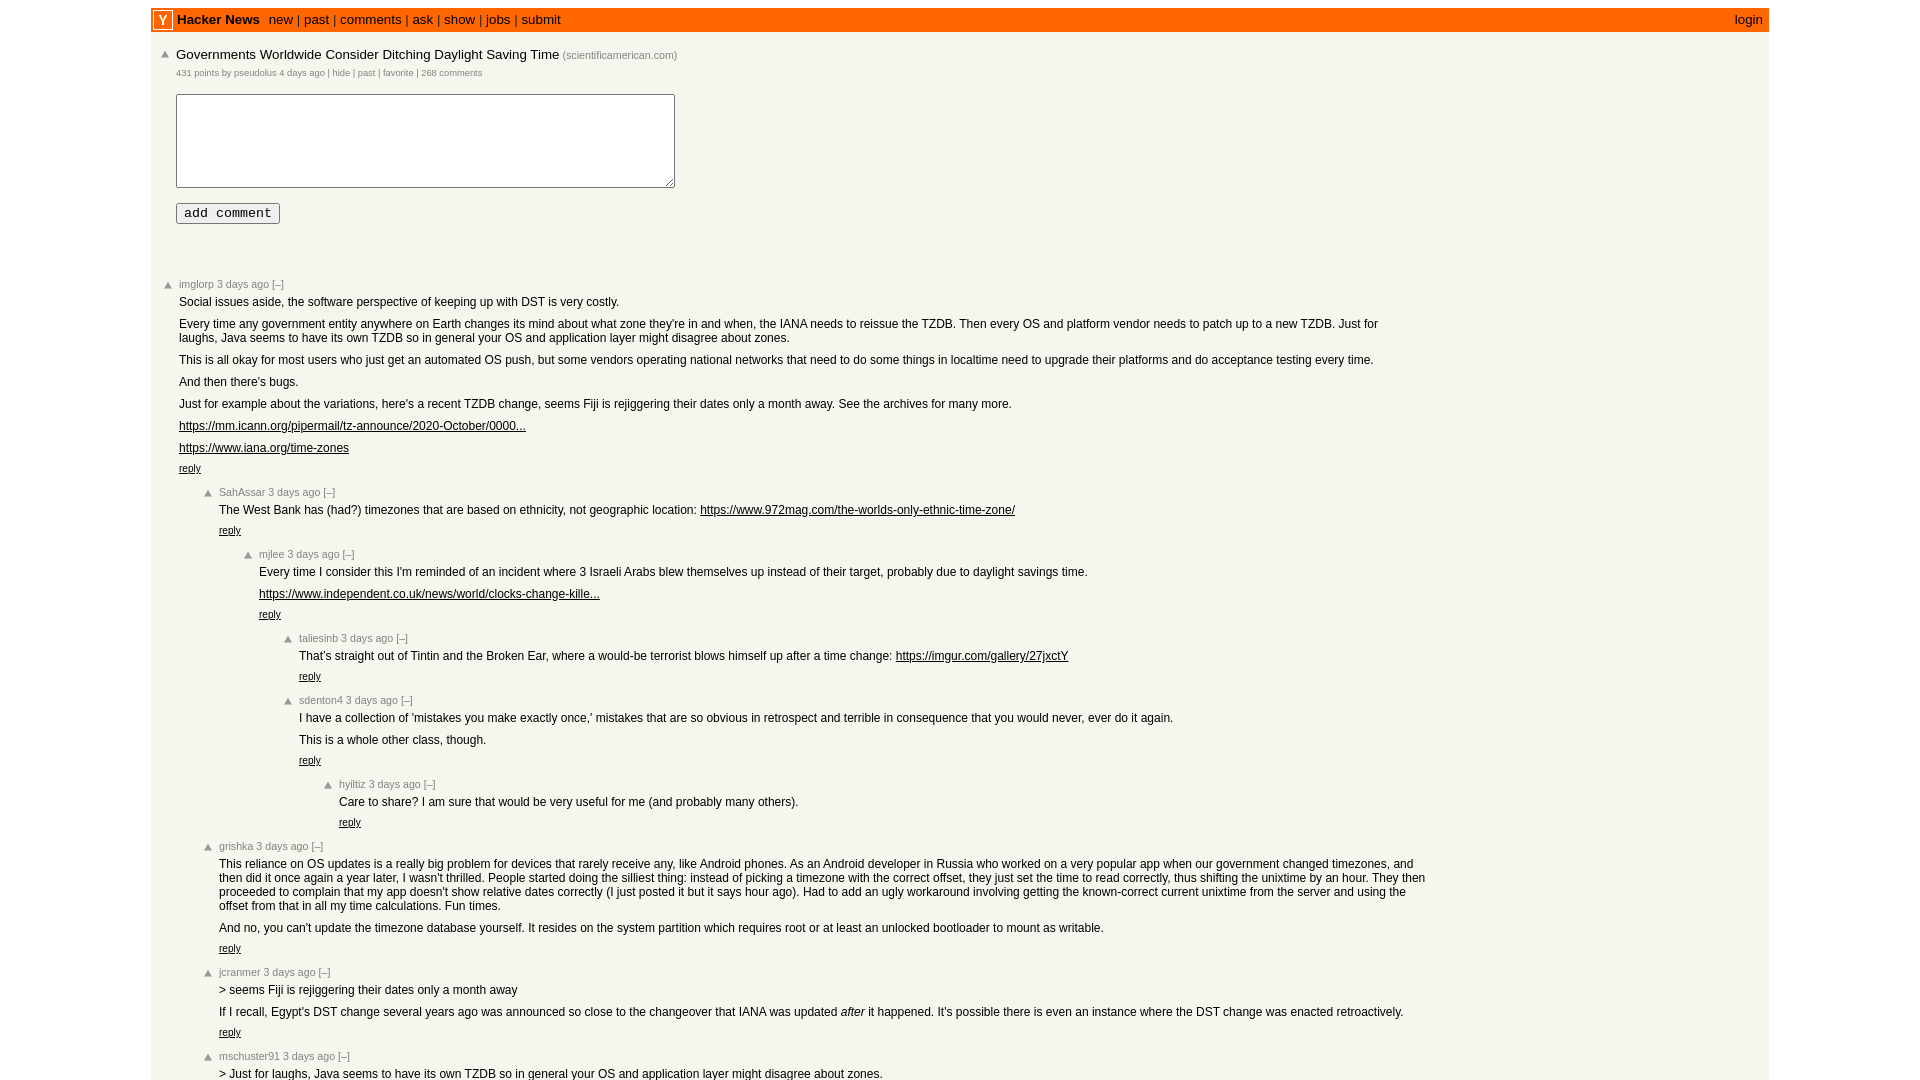 Y Hacker News new | past | comments | ask | show | jobs | submit login
Governments Worldwide Consider Ditching Daylight Saving Time (scientificamerican.com)
431 points by pseudolus 4 days ago | hide | past | favorite | 268 comments
add comment
imglorp 3 days ago [–]
Social issues aside, the software perspective of keeping up with DST is very costly.
Every time any government entity anywhere on Earth changes its mind about what zone they're in and when, the IANA needs to reissue the TZDB. Then every OS and platform vendor needs to patch up to a new TZDB. Just for
laughs, Java seems to have its own TZDB so in general your OS and application layer might disagree about zones.
This is all okay for most users who just get an automated OS push, but some vendors operating national networks that need to do some things in localtime need to upgrade their platforms and do acceptance testing every time.
And then there's bugs.
Just for example about the variations, here's a recent TZDB change, seems Fiji is rejiggering their dates only a month away. See the archives for many more.
https://mm.icann.org/pipermail/tz-announce/2020-October/0000...
https://www.iana.org/time-zones
reply
SahAssar 3 days ago [–]
The West Bank has (had?) timezones that are based on ethnicity, not geographic location: https://www.972mag.com/the-worlds-only-ethnic-time-zone/
reply
mjlee 3 days ago [–]
Every time I consider this I'm reminded of an incident where 3 Israeli Arabs blew themselves up instead of their target, probably due to daylight savings time.
https://www.independent.co.uk/news/world/clocks-change-kille...
reply
taliesinb 3 days ago [–]
That's straight out of Tintin and the Broken Ear, where a would-be terrorist blows himself up after a time change: https://imgur.com/gallery/27jxctY
reply
sdenton4 3 days ago [–]
I have a collection of 'mistakes you make exactly once,' mistakes that are so obvious in retrospect and terrible in consequence that you would never, ever do it again.
This is a whole other class, though.
reply
hyiltiz 3 days ago [–]
Care to share? I am sure that would be very useful for me (and probably many others).
reply
grishka 3 days ago [–]
This reliance on OS updates is a really big problem for devices that rarely receive any, like Android phones. As an Android developer in Russia who worked on a very popular app when our government changed timezones, and
then did it once again a year later, I wasn't thrilled. People started doing the silliest thing: instead of picking a timezone with the correct offset, they just set the time to read correctly, thus shifting the unixtime by an hour. They then
proceeded to complain that my app doesn't show relative dates correctly (I just posted it but it says hour ago). Had to add an ugly workaround involving getting the known-correct current unixtime from the server and using the
offset from that in all my time calculations. Fun times.
And no, you can't update the timezone database yourself. It resides on the system partition which requires root or at least an unlocked bootloader to mount as writable.
reply
jcranmer 3 days ago [–]
> seems Fiji is rejiggering their dates only a month away
If I recall, Egypt's DST change several years ago was announced so close to the changeover that IANA was updated after it happened. It's possible there is even an instance where the DST change was enacted retroactively.
reply
mschuster91 3 days ago [–]
> Just for laughs, Java seems to have its own TZDB so in general your OS and application layer might disagree about zones.